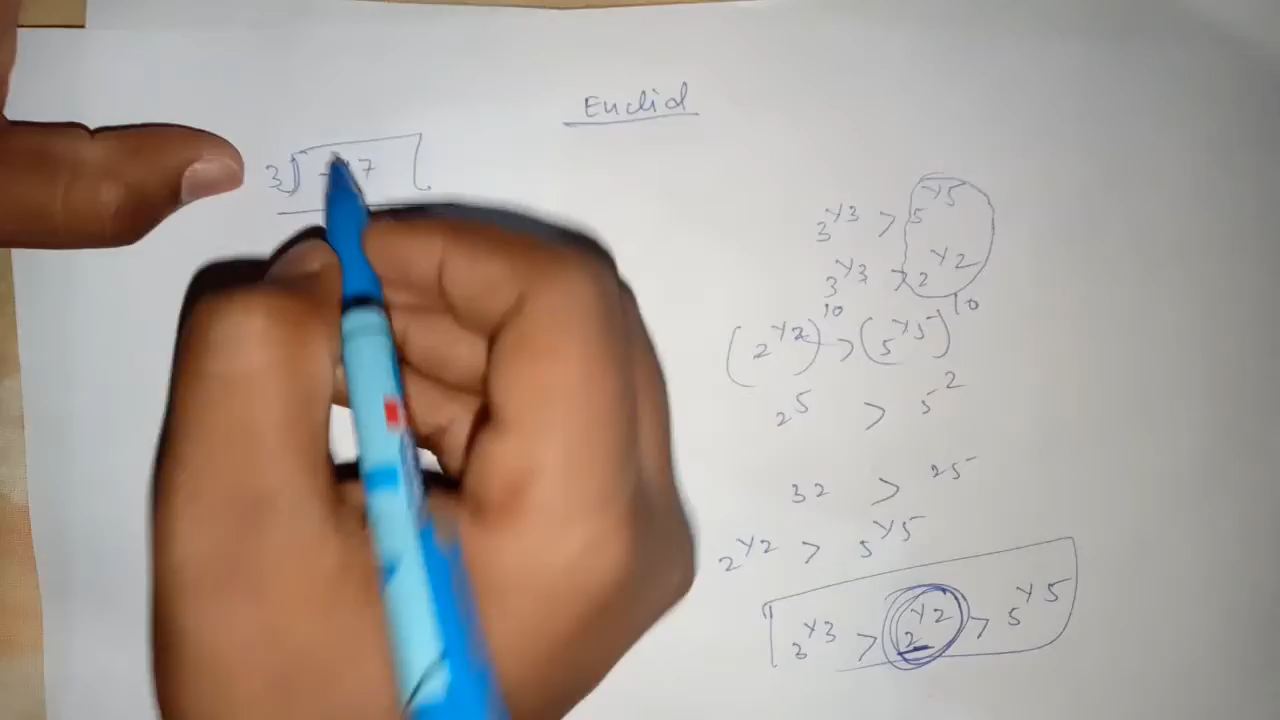 Euclid
3√ 7
3^1/3 > 5^1/5
3^1/3 > 2^1/2
(2^1/2)^10 > (5^1/5)^10
2^5 > 5^2
32 > 25
2^1/2 > 5^1/5
3^1/3 > 2^1/2 > 5^1/5